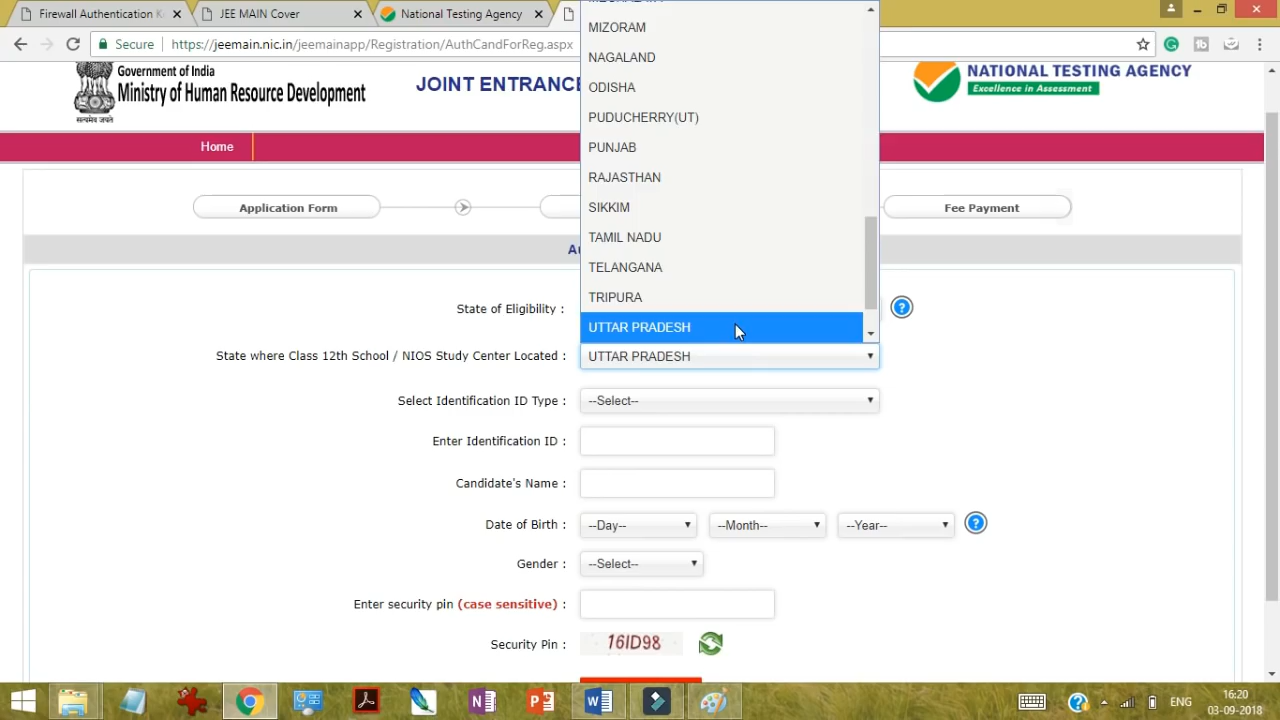 Firewall Authentication K
JEE MAIN Cover
National Testing Agency
Secure
https://jeemain.nic.in/jeemainapp/Registration/AuthCandForReg.aspx
Government of India
Ministry of Human Resource Development
सत्यमेव जयते
JOINT ENTRANCE
NATIONAL TESTING AGENCY
Excellence in Assessment
Home
Application Form
Fee Payment
MIZORAM
NAGALAND
ODISHA
PUDUCHERRY(UT)
PUNJAB
RAJASTHAN
SIKKIM
TAMIL NADU
TELANGANA
TRIPURA
UTTAR PRADESH
State of Eligibility :
State where Class 12th School / NIOS Study Center Located :
UTTAR PRADESH
Select Identification ID Type :
--Select--
Enter Identification ID :
Candidate's Name :
Date of Birth :
--Day--
--Month--
--Year--
Gender :
--Select--
Enter security pin (case sensitive) :
Security Pin :
16ID98
ENG
16:20
03-09-2018